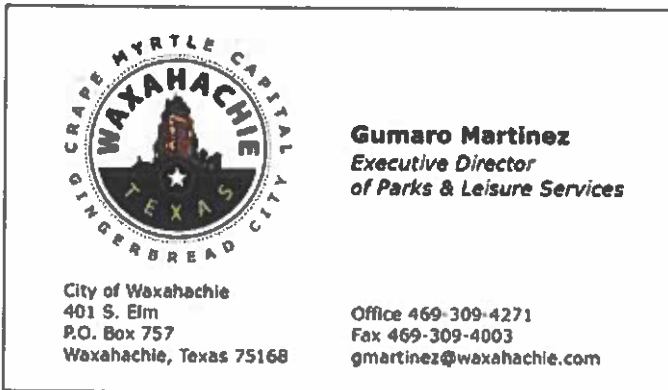 CRAPE MYRTLE CAPITAL
WAXAHACHIE
TEXAS
GINGERBREAD CITY
Gumaro Martinez
Executive Director
of Parks & Leisure Services
City of Waxahachie
401 S. Elm
P.O. Box 757
Waxahachie, Texas 75168
Office 469-309-4271
Fax 469-309-4003
gmartinez@waxahachie.com